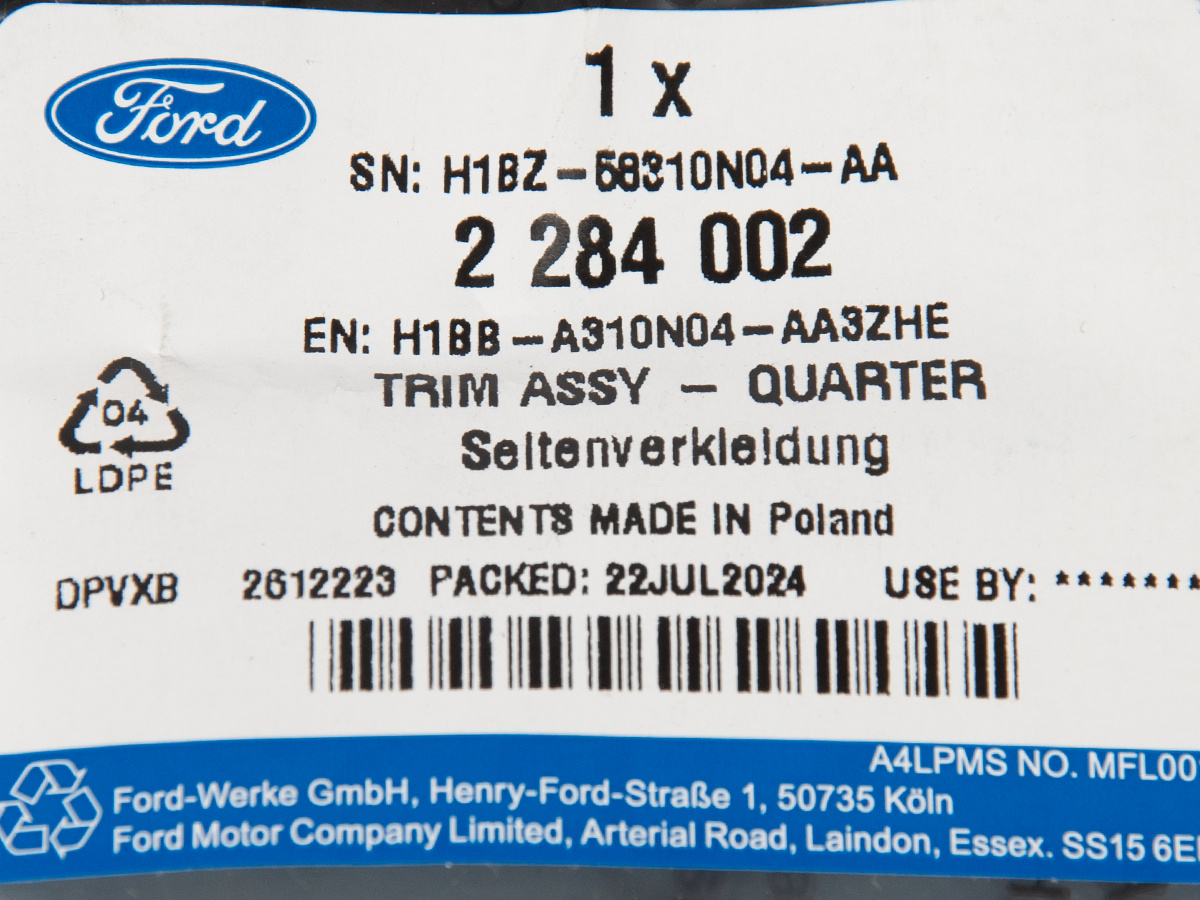 Ford
1 x
SN: H1BZ-58310N04-AA
2 284 002
EN: H1BB-A310N04-AA3ZHE
TRIM ASSY - QUARTER
Seitenverkleidung
04
LDPE
CONTENTS MADE IN Poland
DPVXB 2612223 PACKED: 22JUL2024 USE BY: *******
A4LPMS NO.
Ford-Werke GmbH, Henry-Ford-Straße 1, 50735 Köln
Ford Motor Company Limited, Arterial Road, Laindon, Essex. SS15